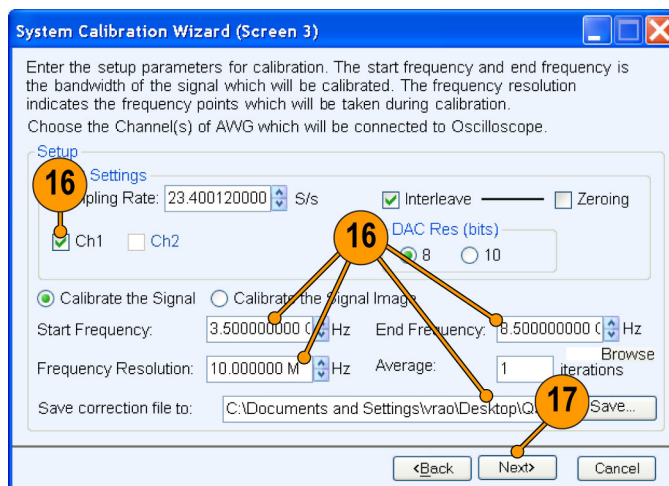 System Calibration Wizard (Screen 3)
Enter the setup parameters for calibration. The start frequency and end frequency is
the bandwidth of the signal which will be calibrated. The frequency resolution
indicates the frequency points which will be taken during calibration.
Choose the Channel(s) of AWG which will be connected to Oscilloscope.
Setup
16 Settings
mpling Rate: 23.400120000 S/s Interleave Zeroing
Ch1 Ch2 16 DAC Res (bits)
8 10
Calibrate the Signal Calibrate the Signal Image
Start Frequency: 3.500000000 Hz End Frequency: 8.500000000 Hz
Frequency Resolution: 10.000000 M Hz Average: 1 iterations
Browse
Save correction file to: C:\Documents and Settings\vrao\Desktop\Q 17 Save...
<Back Next> Cancel